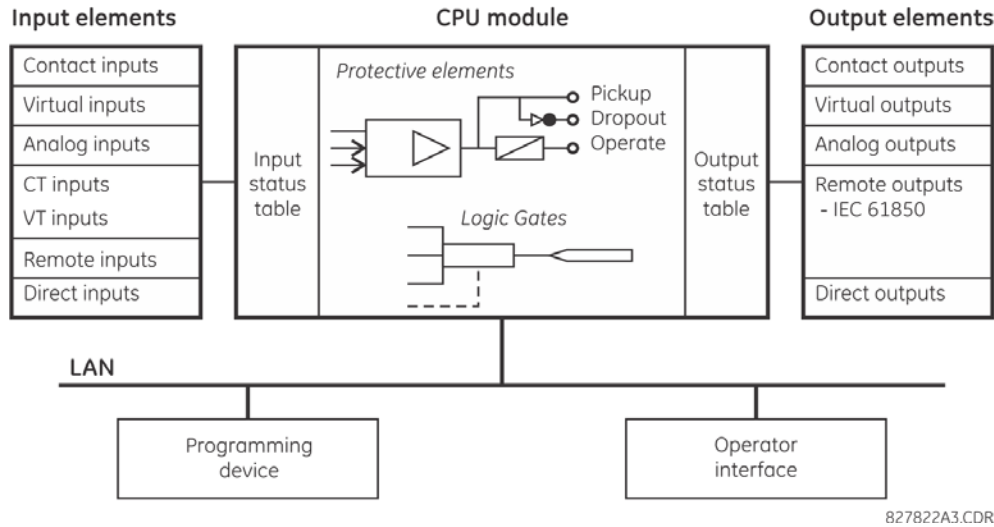 Input elements
CPU module
Output elements
Contact inputs
Virtual inputs
Analog inputs
CT inputs
VT inputs
Remote inputs
Direct inputs
Input
status
table
Protective elements
Pickup
Dropout
Operate
Logic Gates
Output
status
table
Contact outputs
Virtual outputs
Analog outputs
Remote outputs
- IEC 61850
Direct outputs
LAN
Programming
device
Operator
interface
827822A3.CDR